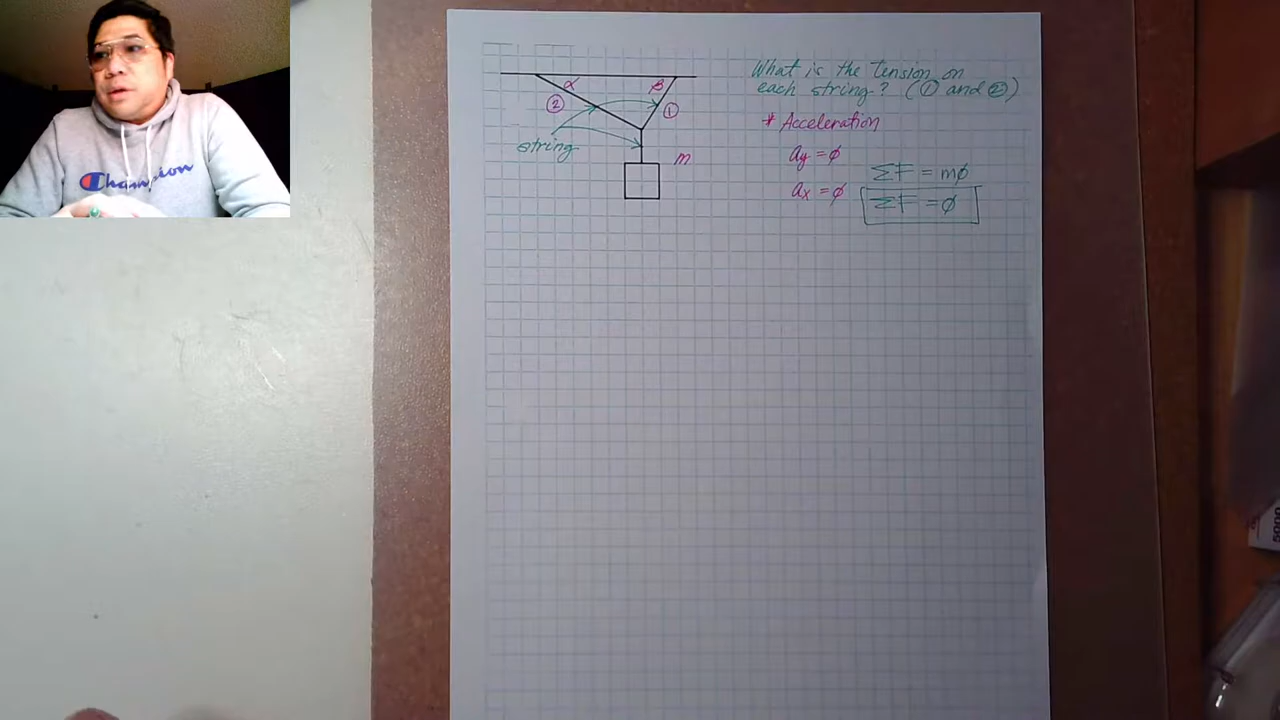 Champion
α
β
②
①
string
m
What is the Tension on
each string? (① and ②)
* Acceleration
ay = ϕ
ax = ϕ
ΣF = mϕ
ΣF = ϕ